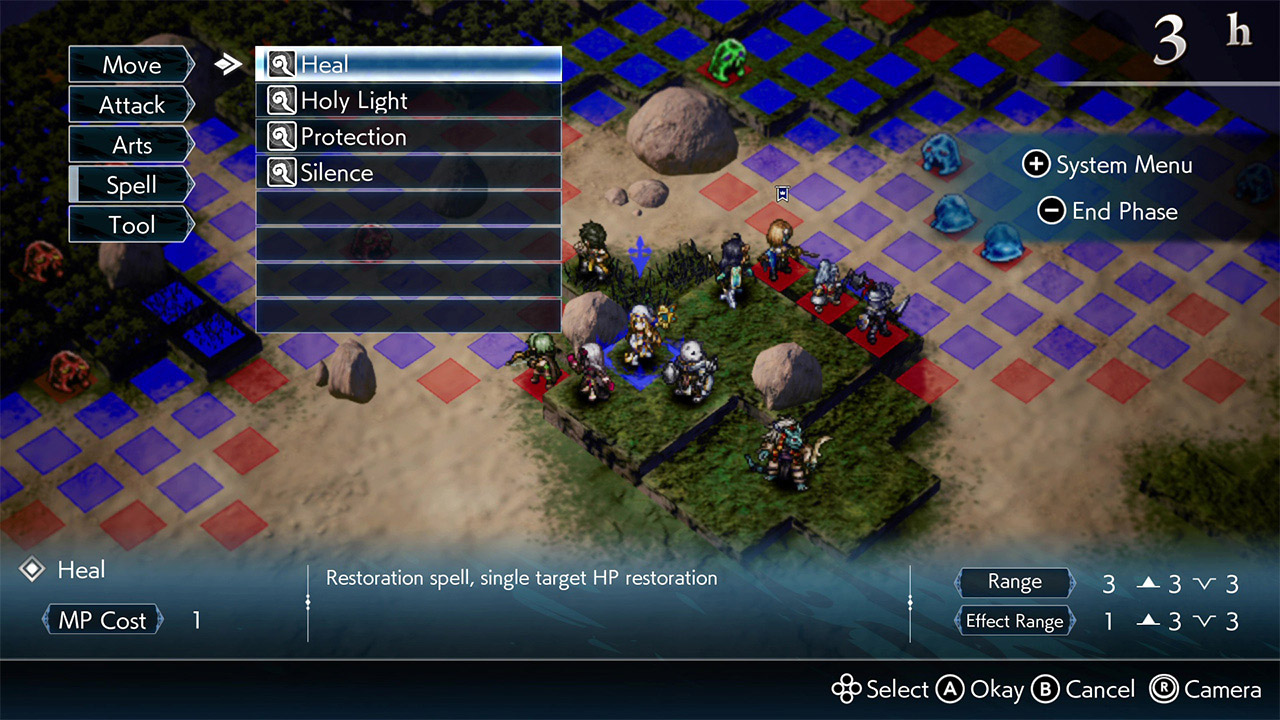 3 h
Move
Attack
Arts
Spell
Tool
Heal
Holy Light
Protection
Silence
System Menu
End Phase
Heal
MP Cost 1
Restoration spell, single target HP restoration
Range 3 3 3
Effect Range 1 3 3
Select A Okay B Cancel R Camera